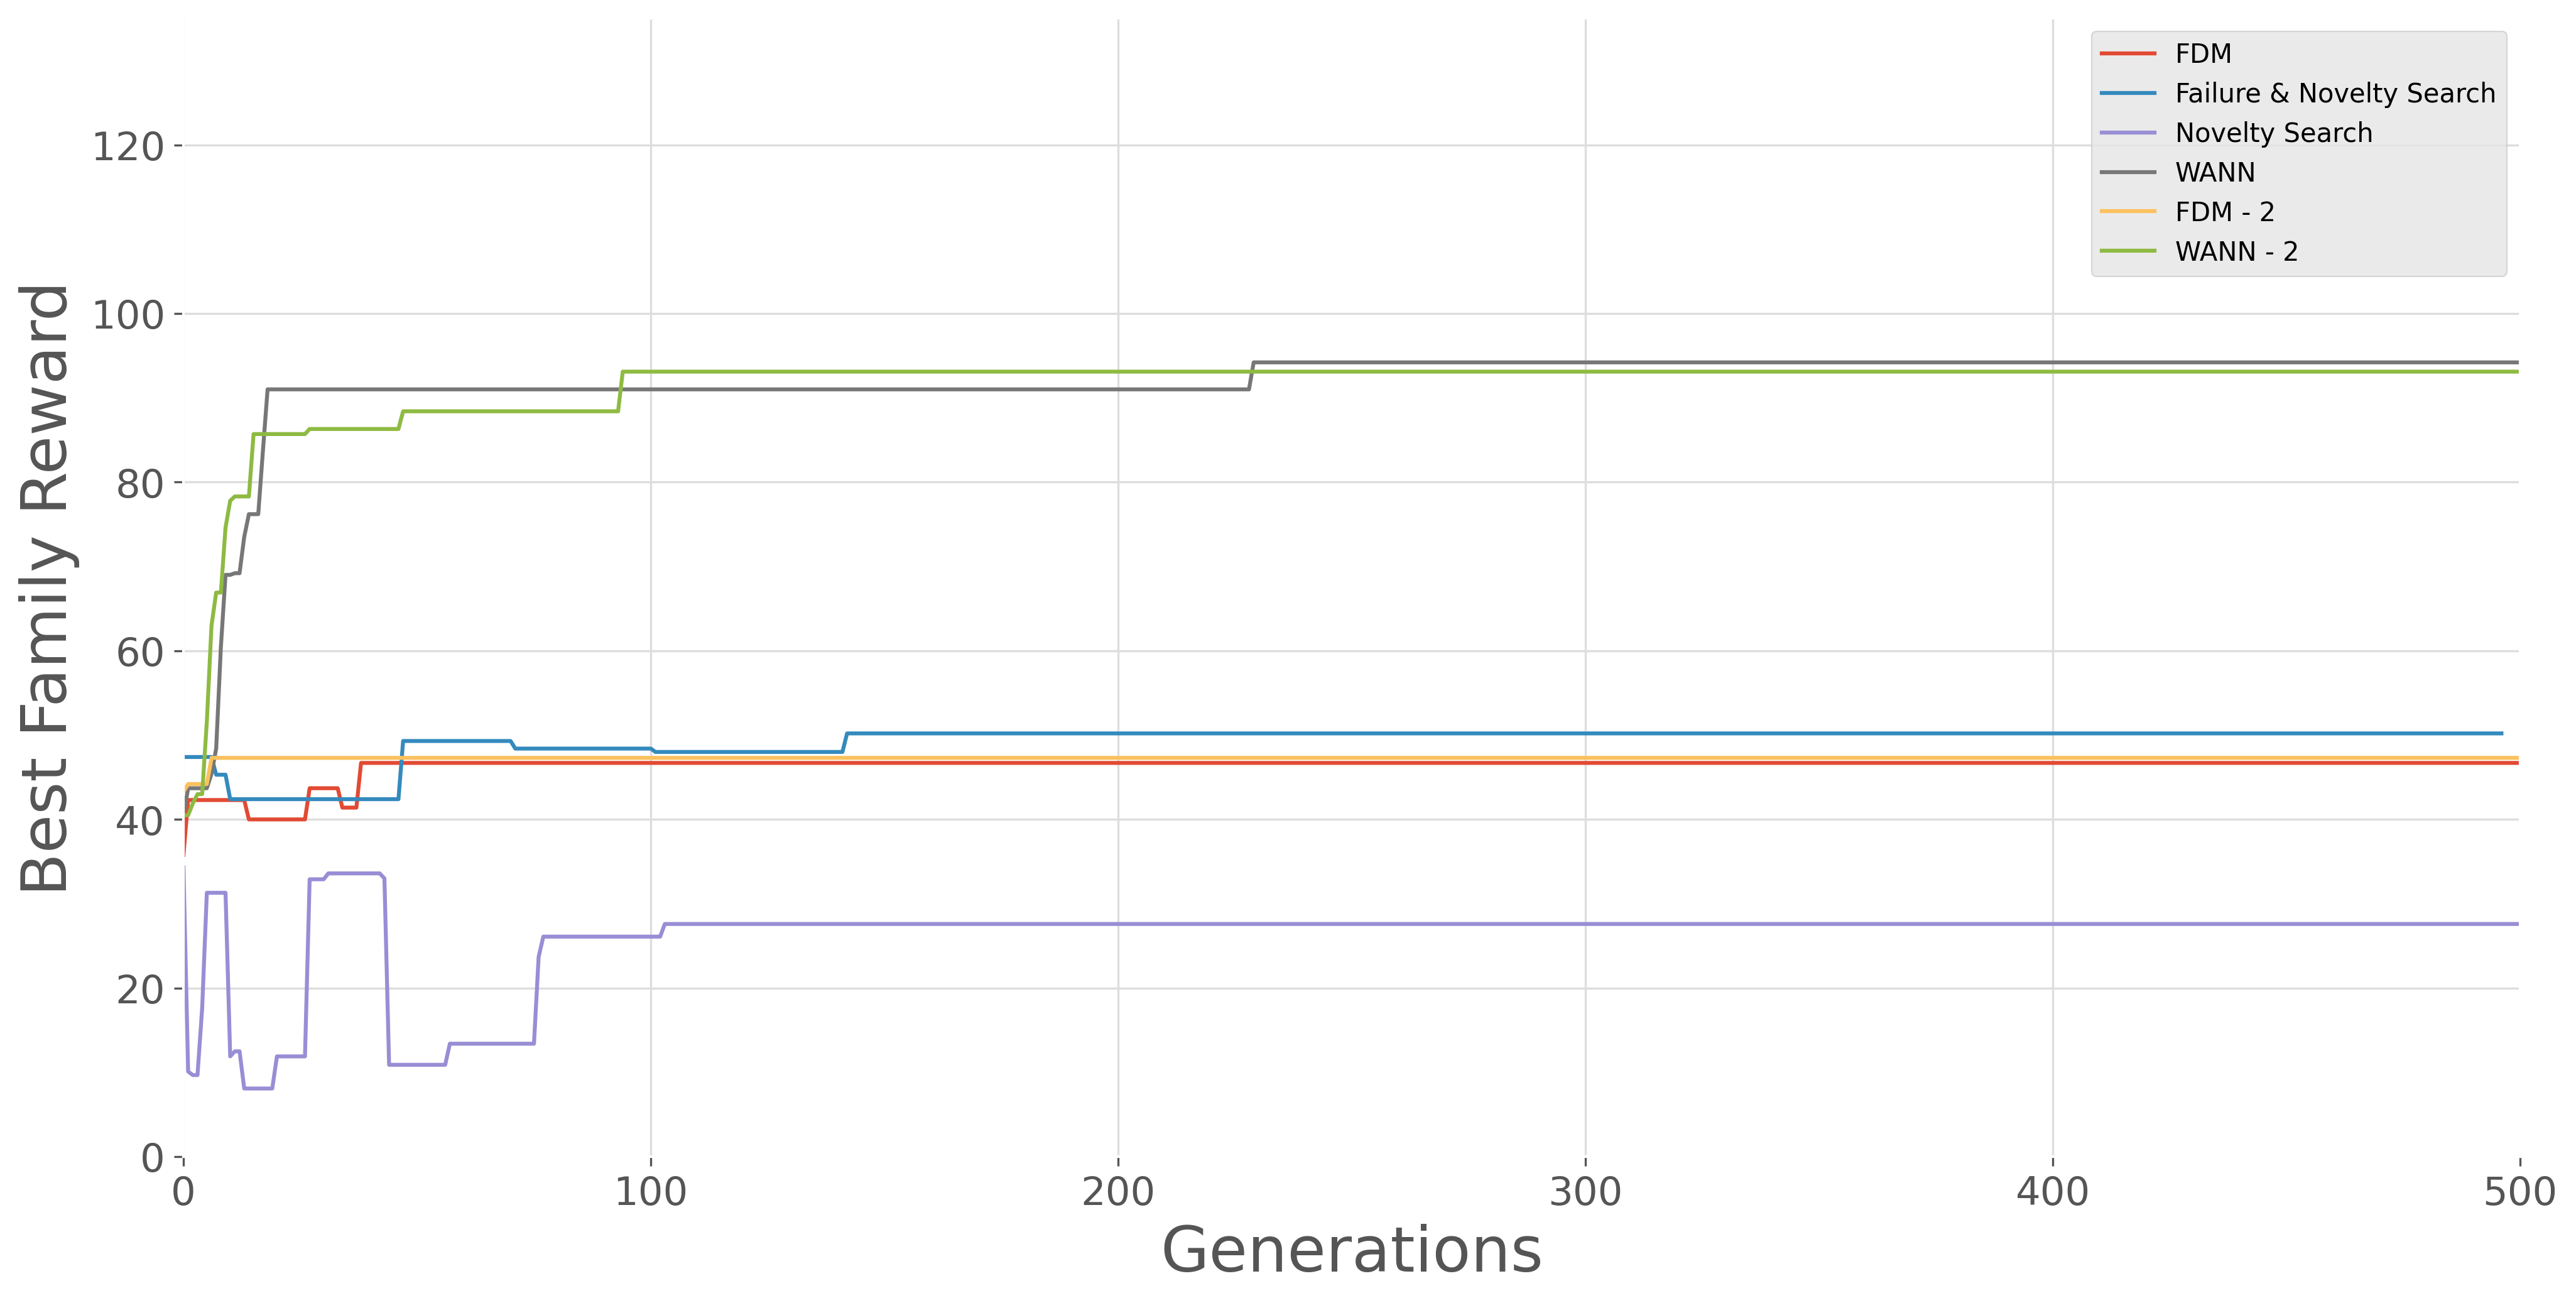 FDM
Failure & Novelty Search
Novelty Search
WANN
FDM - 2
WANN - 2
Best Family Reward
120
100
80
60
40
20
0
0 100 200 300 400 500
Generations